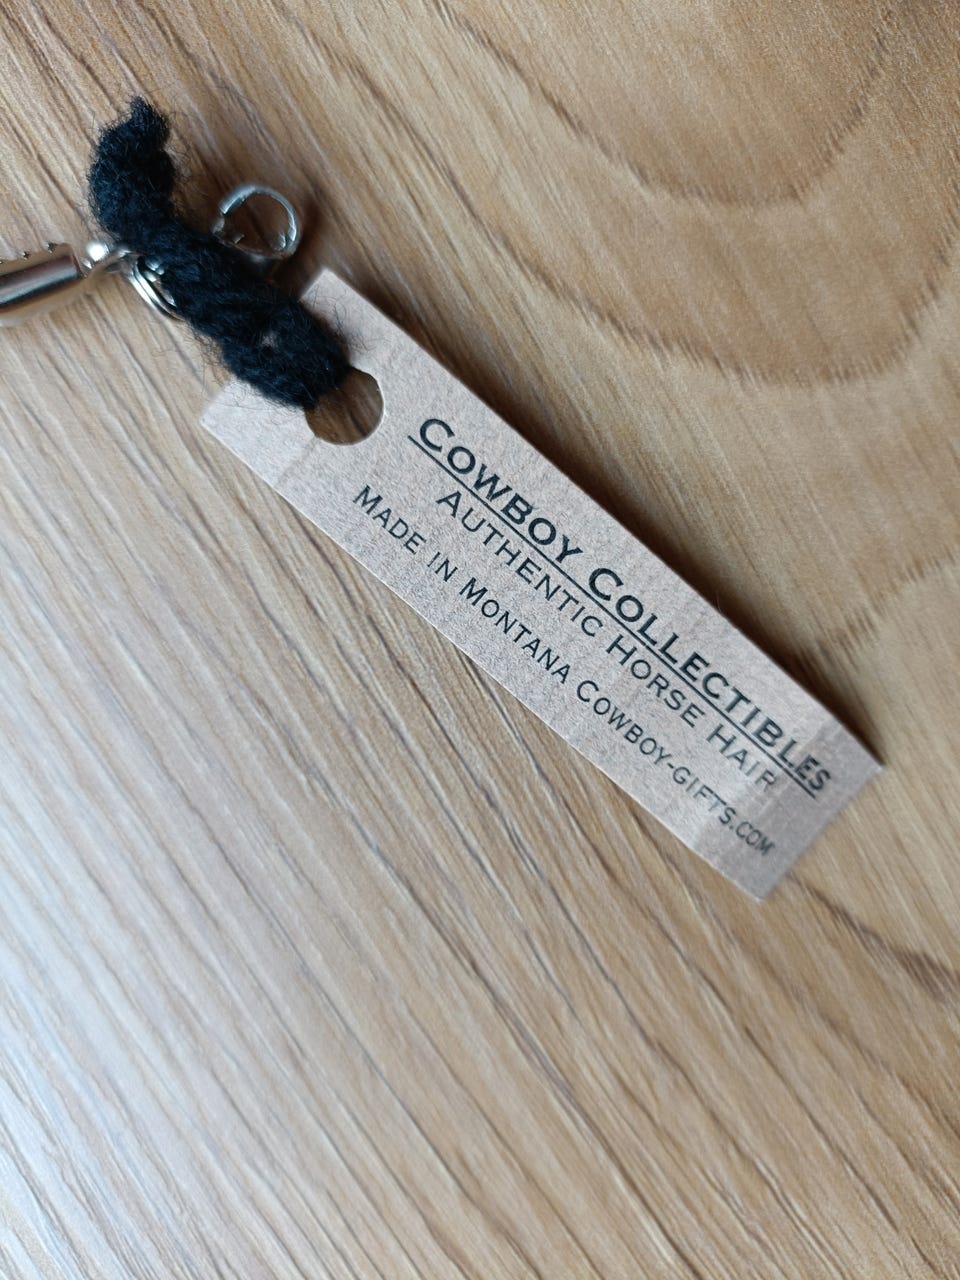 Cowboy Collectibles
Authentic Horse Hair
Made in Montana Cowboy-gifts.com